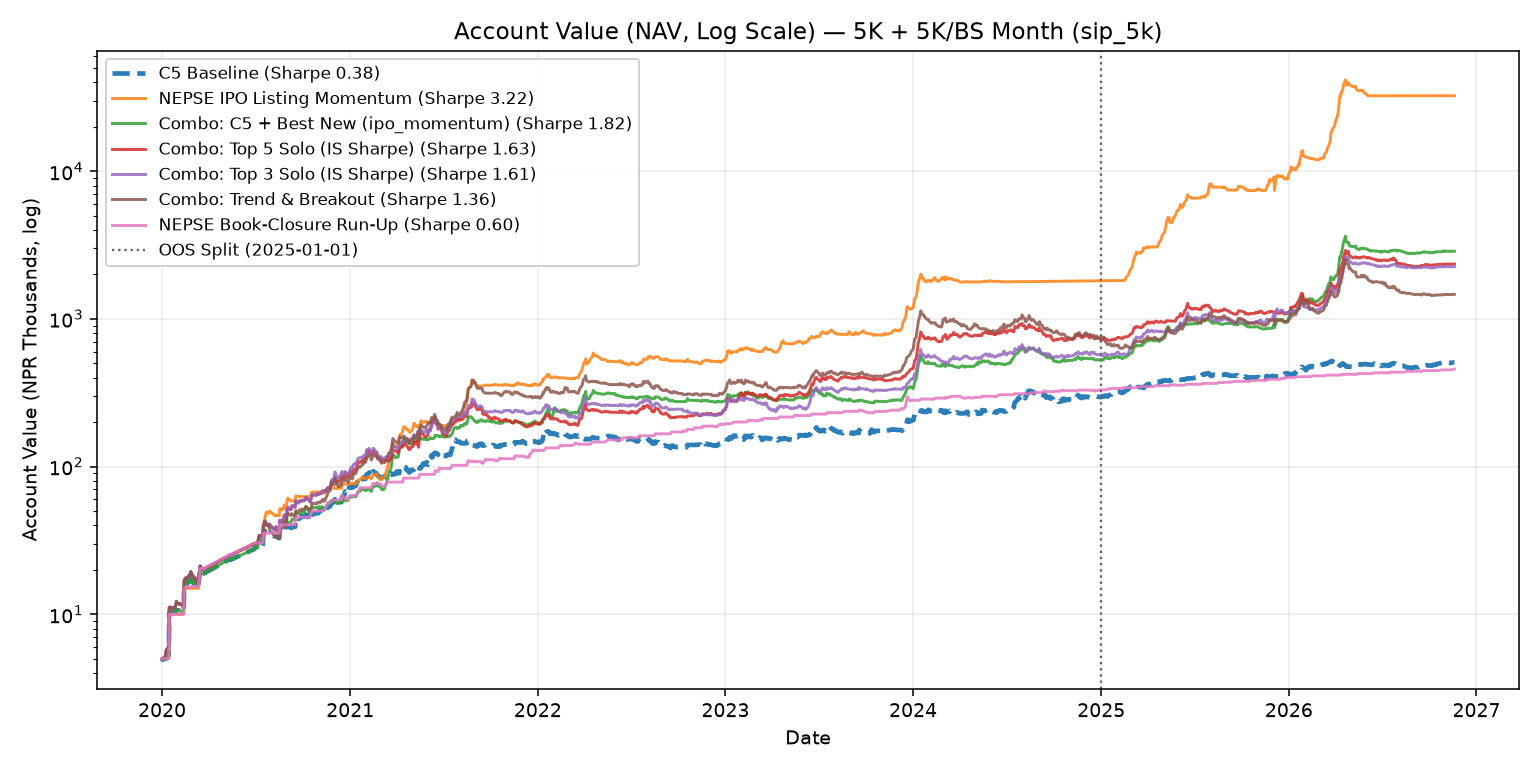 Account Value (NAV, Log Scale) — 5K + 5K/BS Month (sip_5k)
C5 Baseline (Sharpe 0.38)
NEPSE IPO Listing Momentum (Sharpe 3.22)
Combo: C5 + Best New (ipo_momentum) (Sharpe 1.82)
Combo: Top 5 Solo (IS Sharpe) (Sharpe 1.63)
Combo: Top 3 Solo (IS Sharpe) (Sharpe 1.61)
Combo: Trend & Breakout (Sharpe 1.36)
NEPSE Book-Closure Run-Up (Sharpe 0.60)
OOS Split (2025-01-01)
Account Value (NPR Thousands, log)
10⁴
10³
10²
10¹
2020 2021 2022 2023 2024 2025 2026 2027
Date